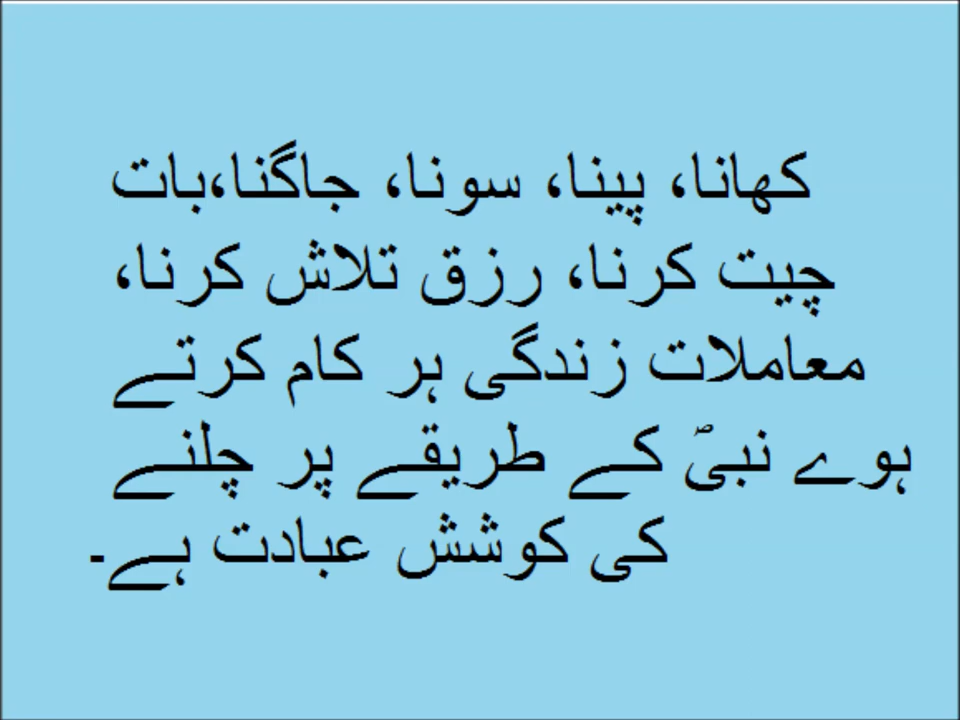 کھانا، پینا، سونا، جاگنا،بات
چیت کرنا، رزق تلاش کرنا،
معاملات زندگی ہر کام کرتے
ہوے نبیؐ کے طریقے پر چلنے
کی کوشش عبادت ہے۔